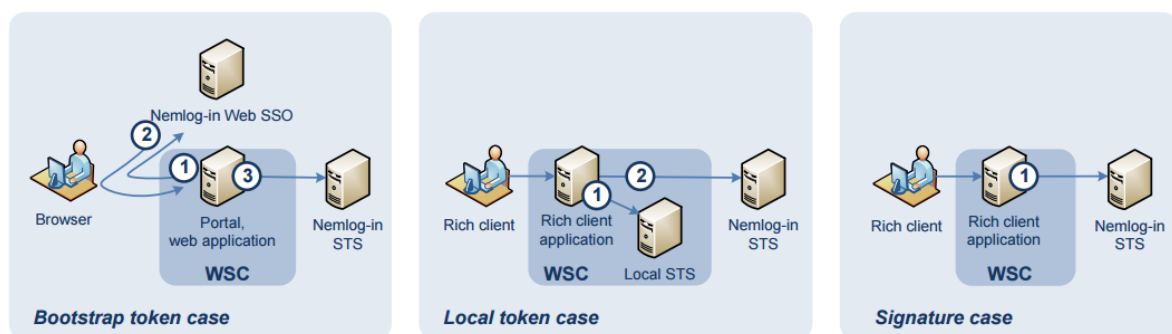 Nemlog-in Web SSO
2
1
3
Browser
Portal,
web application
Nemlog-in
STS
WSC
Bootstrap token case
1
2
Rich client
Rich client
application
Nemlog-in
STS
Local STS
WSC
Local token case
1
Rich client
Rich client
application
Nemlog-in
STS
WSC
Signature case